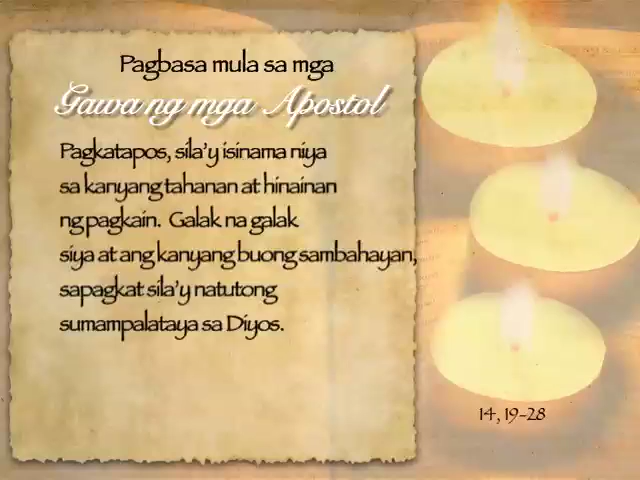 Pagbasa mula sa mga
Gawa ng mga Apostol
Pagkatapos, sila'y isinama niya
sa kanyang tahanan at hinainan
ng pagkain. Galak na galak
siya at ang kanyang buong sambahayan,
sapagkat sila'y natutong
sumampalataya sa Diyos.
14, 19-28